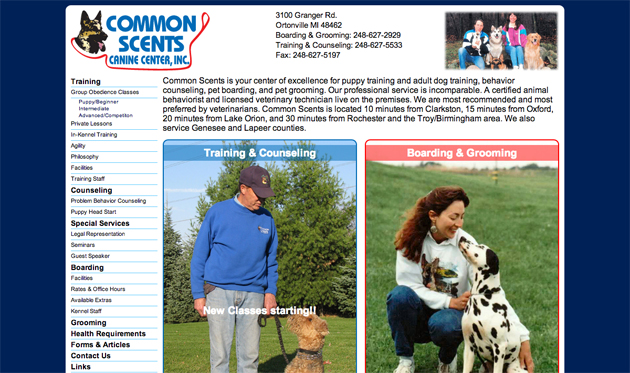 COMMON
SCENTS
CANINE CENTER, INC.
3100 Granger Rd.
Ortonville MI 48462
Boarding & Grooming: 248-627-2929
Training & Counseling: 248-627-5533
Fax: 248-627-5197
Training
Group Obedience Classes
Puppy/Beginner
Intermediate
Advanced/Competiton
Private Lessons
In-Kennel Training
Agility
Philosophy
Facilities
Training Staff
Counseling
Problem Behavior Counseling
Puppy Head Start
Special Services
Legal Representation
Seminars
Guest Speaker
Boarding
Facilities
Rates & Office Hours
Available Extras
Kennel Staff
Grooming
Health Requirements
Forms & Articles
Contact Us
Links
Common Scents is your center of excellence for puppy training and adult dog training, behavior
counseling, pet boarding, and pet grooming. Our professional service is incomparable. A certified animal
behaviorist and licensed veterinary technician live on the premises. We are most recommended and most
preferred by veterinarians. Common Scents is located 10 minutes from Clarkston, 15 minutes from Oxford,
20 minutes from Lake Orion, and 30 minutes from Rochester and the Troy/Birmingham area. We also
service Genesee and Lapeer counties.
Training & Counseling
New Classes starting!!
Boarding & Grooming